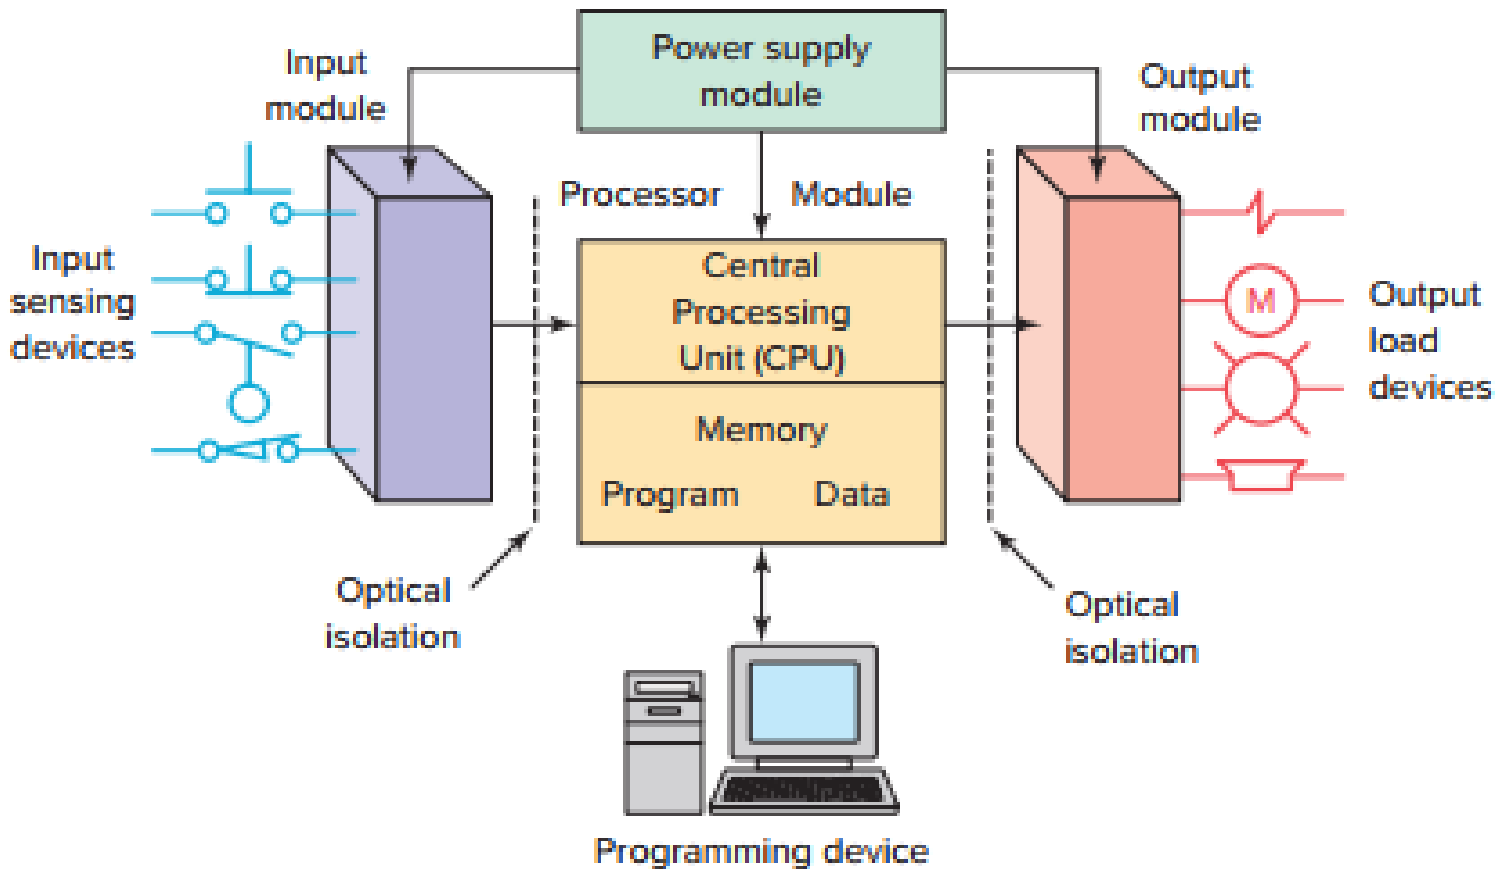 Power supply
module
Input
module
Output
module
Processor Module
Input
sensing
devices
Central
Processing
Unit (CPU)
M
Output
load
devices
Memory
Program Data
Optical
isolation
Optical
isolation
Programming device